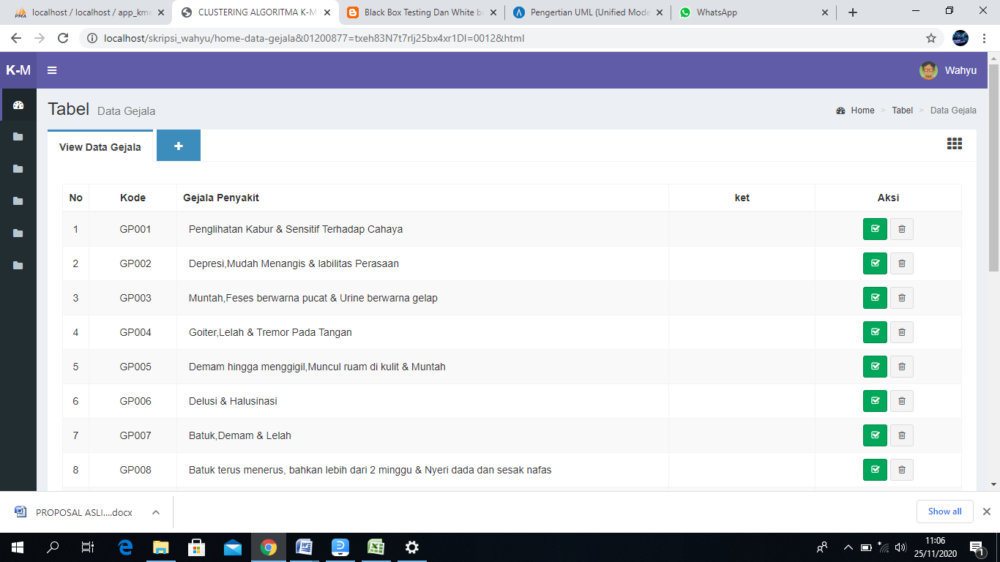 localhost / localhost / app_kme
CLUSTERING ALGORITMA K-M
Black Box Testing Dan White b
Pengertian UML (Unified Mode
WhatsApp
localhost/skripsi_wahyu/home-data-gejala&01200877=txeh83N7t7rlj25bx4xr1DI=0012&html
K-M
Wahyu
Tabel Data Gejala
Home > Tabel > Data Gejala
View Data Gejala
+
No Kode Gejala Penyakit ket Aksi
1 GP001 Penglihatan Kabur & Sensitif Terhadap Cahaya
2 GP002 Depresi,Mudah Menangis & labilitas Perasaan
3 GP003 Muntah,Feses berwarna pucat & Urine berwarna gelap
4 GP004 Goiter,Lelah & Tremor Pada Tangan
5 GP005 Demam hingga menggigil,Muncul ruam di kulit & Muntah
6 GP006 Delusi & Halusinasi
7 GP007 Batuk,Demam & Lelah
8 GP008 Batuk terus menerus, bahkan lebih dari 2 minggu & Nyeri dada dan sesak nafas
PROPOSAL ASLI....docx
Show all
11:06
25/11/2020
1